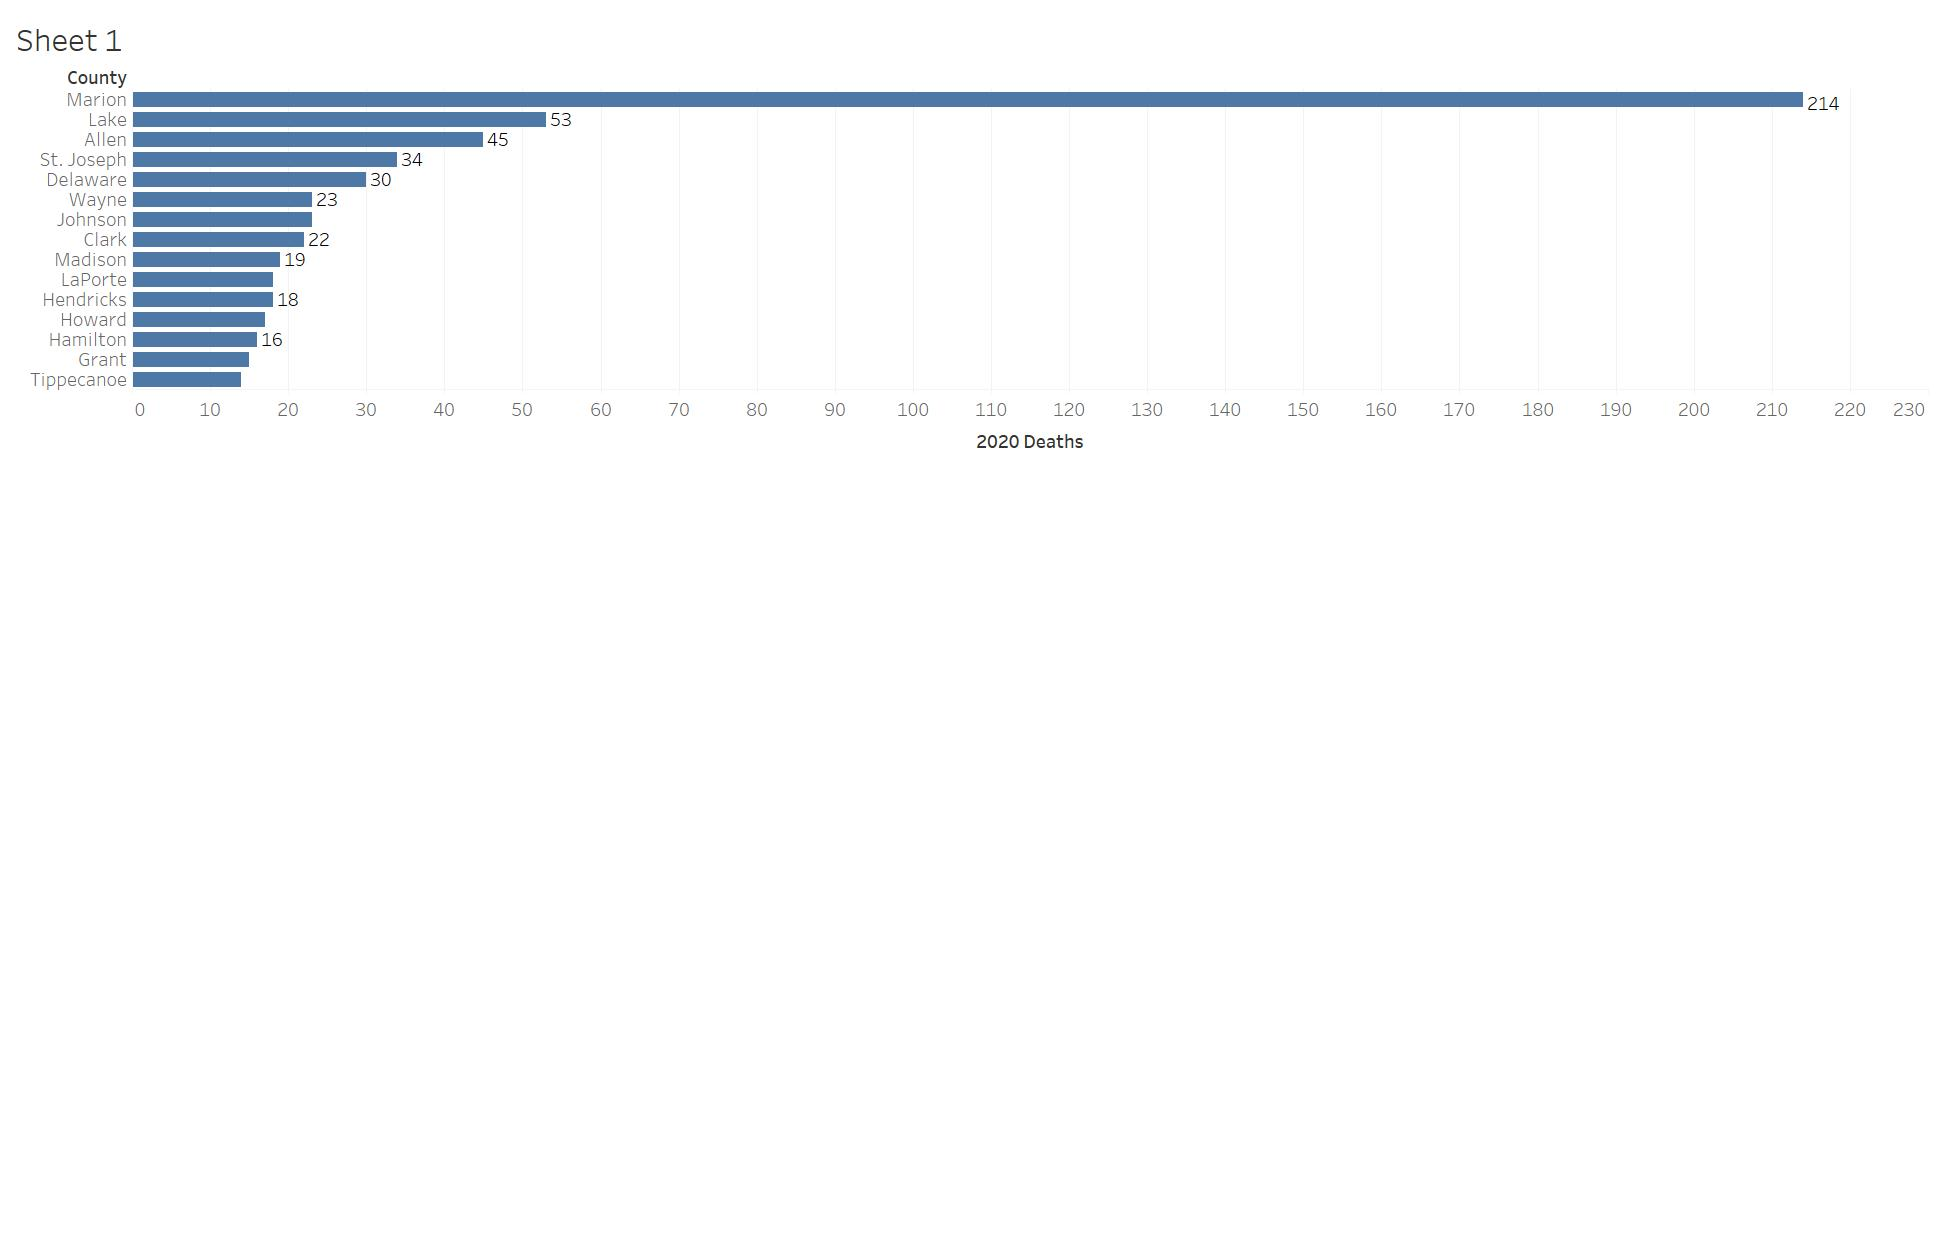 Sheet 1
County
Marion 214
Lake 53
Allen 45
St. Joseph 34
Delaware 30
Wayne 23
Johnson
Clark 22
Madison 19
LaPorte
Hendricks 18
Howard
Hamilton 16
Grant
Tippecanoe
0 10 20 30 40 50 60 70 80 90 100 110 120 130 140 150 160 170 180 190 200 210 220 230
2020 Deaths